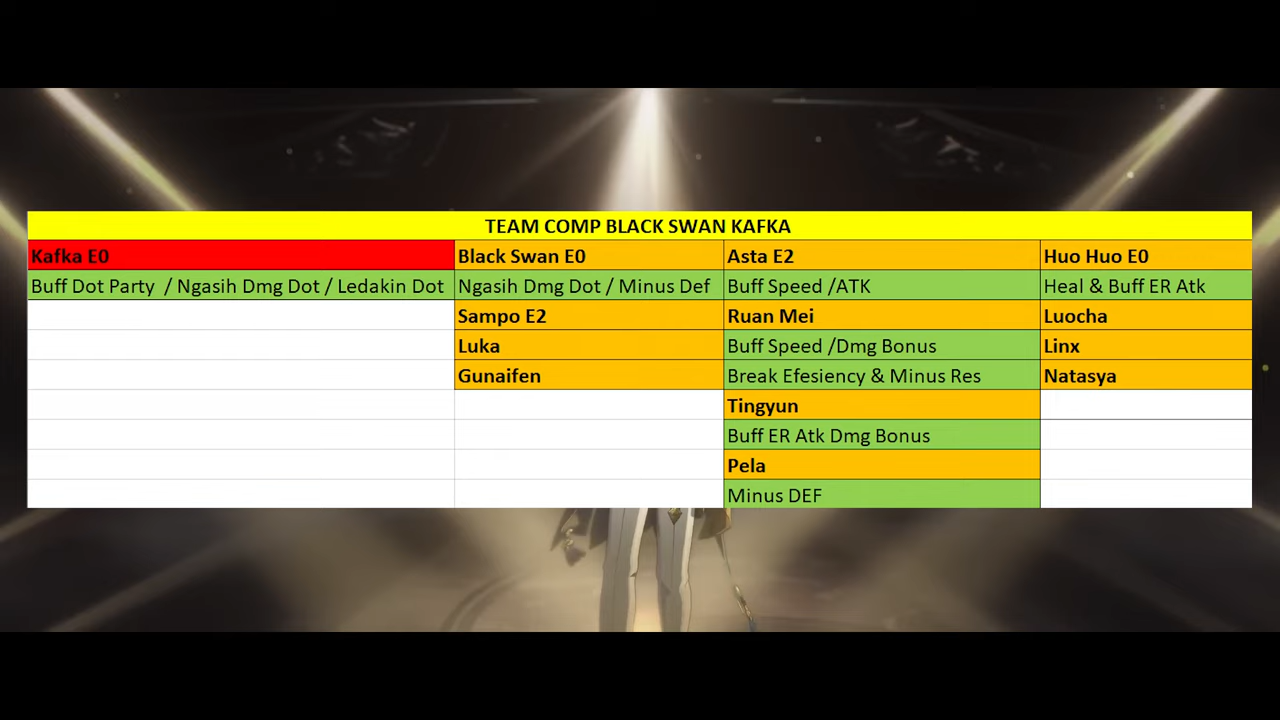 TEAM COMP BLACK SWAN KAFKA
Kafka E0 Black Swan E0 Asta E2 Huo Huo E0
Buff Dot Party / Ngasih Dmg Dot / Ledakin Dot Ngasih Dmg Dot / Minus Def Buff Speed /ATK Heal & Buff ER Atk
Sampo E2 Ruan Mei Luocha
Luka Buff Speed /Dmg Bonus Linx
Gunaifen Break Efesiency & Minus Res Natasya
Tingyun
Buff ER Atk Dmg Bonus
Pela
Minus DEF